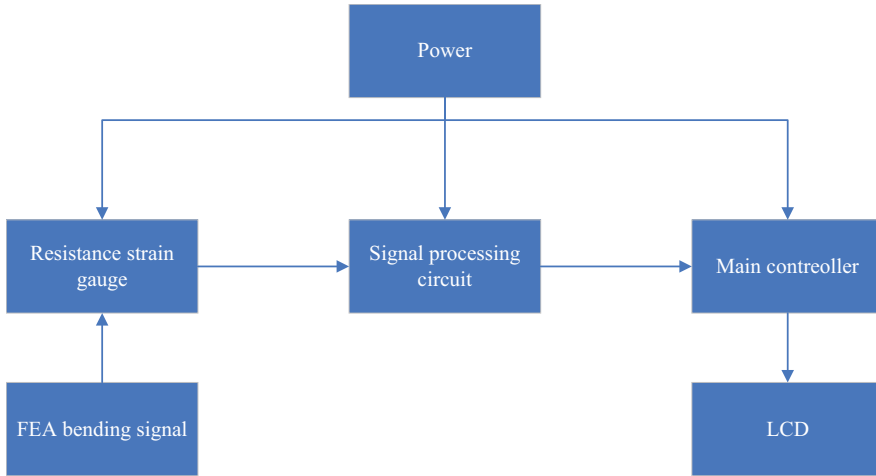 Power
Resistance strain
gauge
Signal processing
circuit
Main contreoller
FEA bending signal
LCD